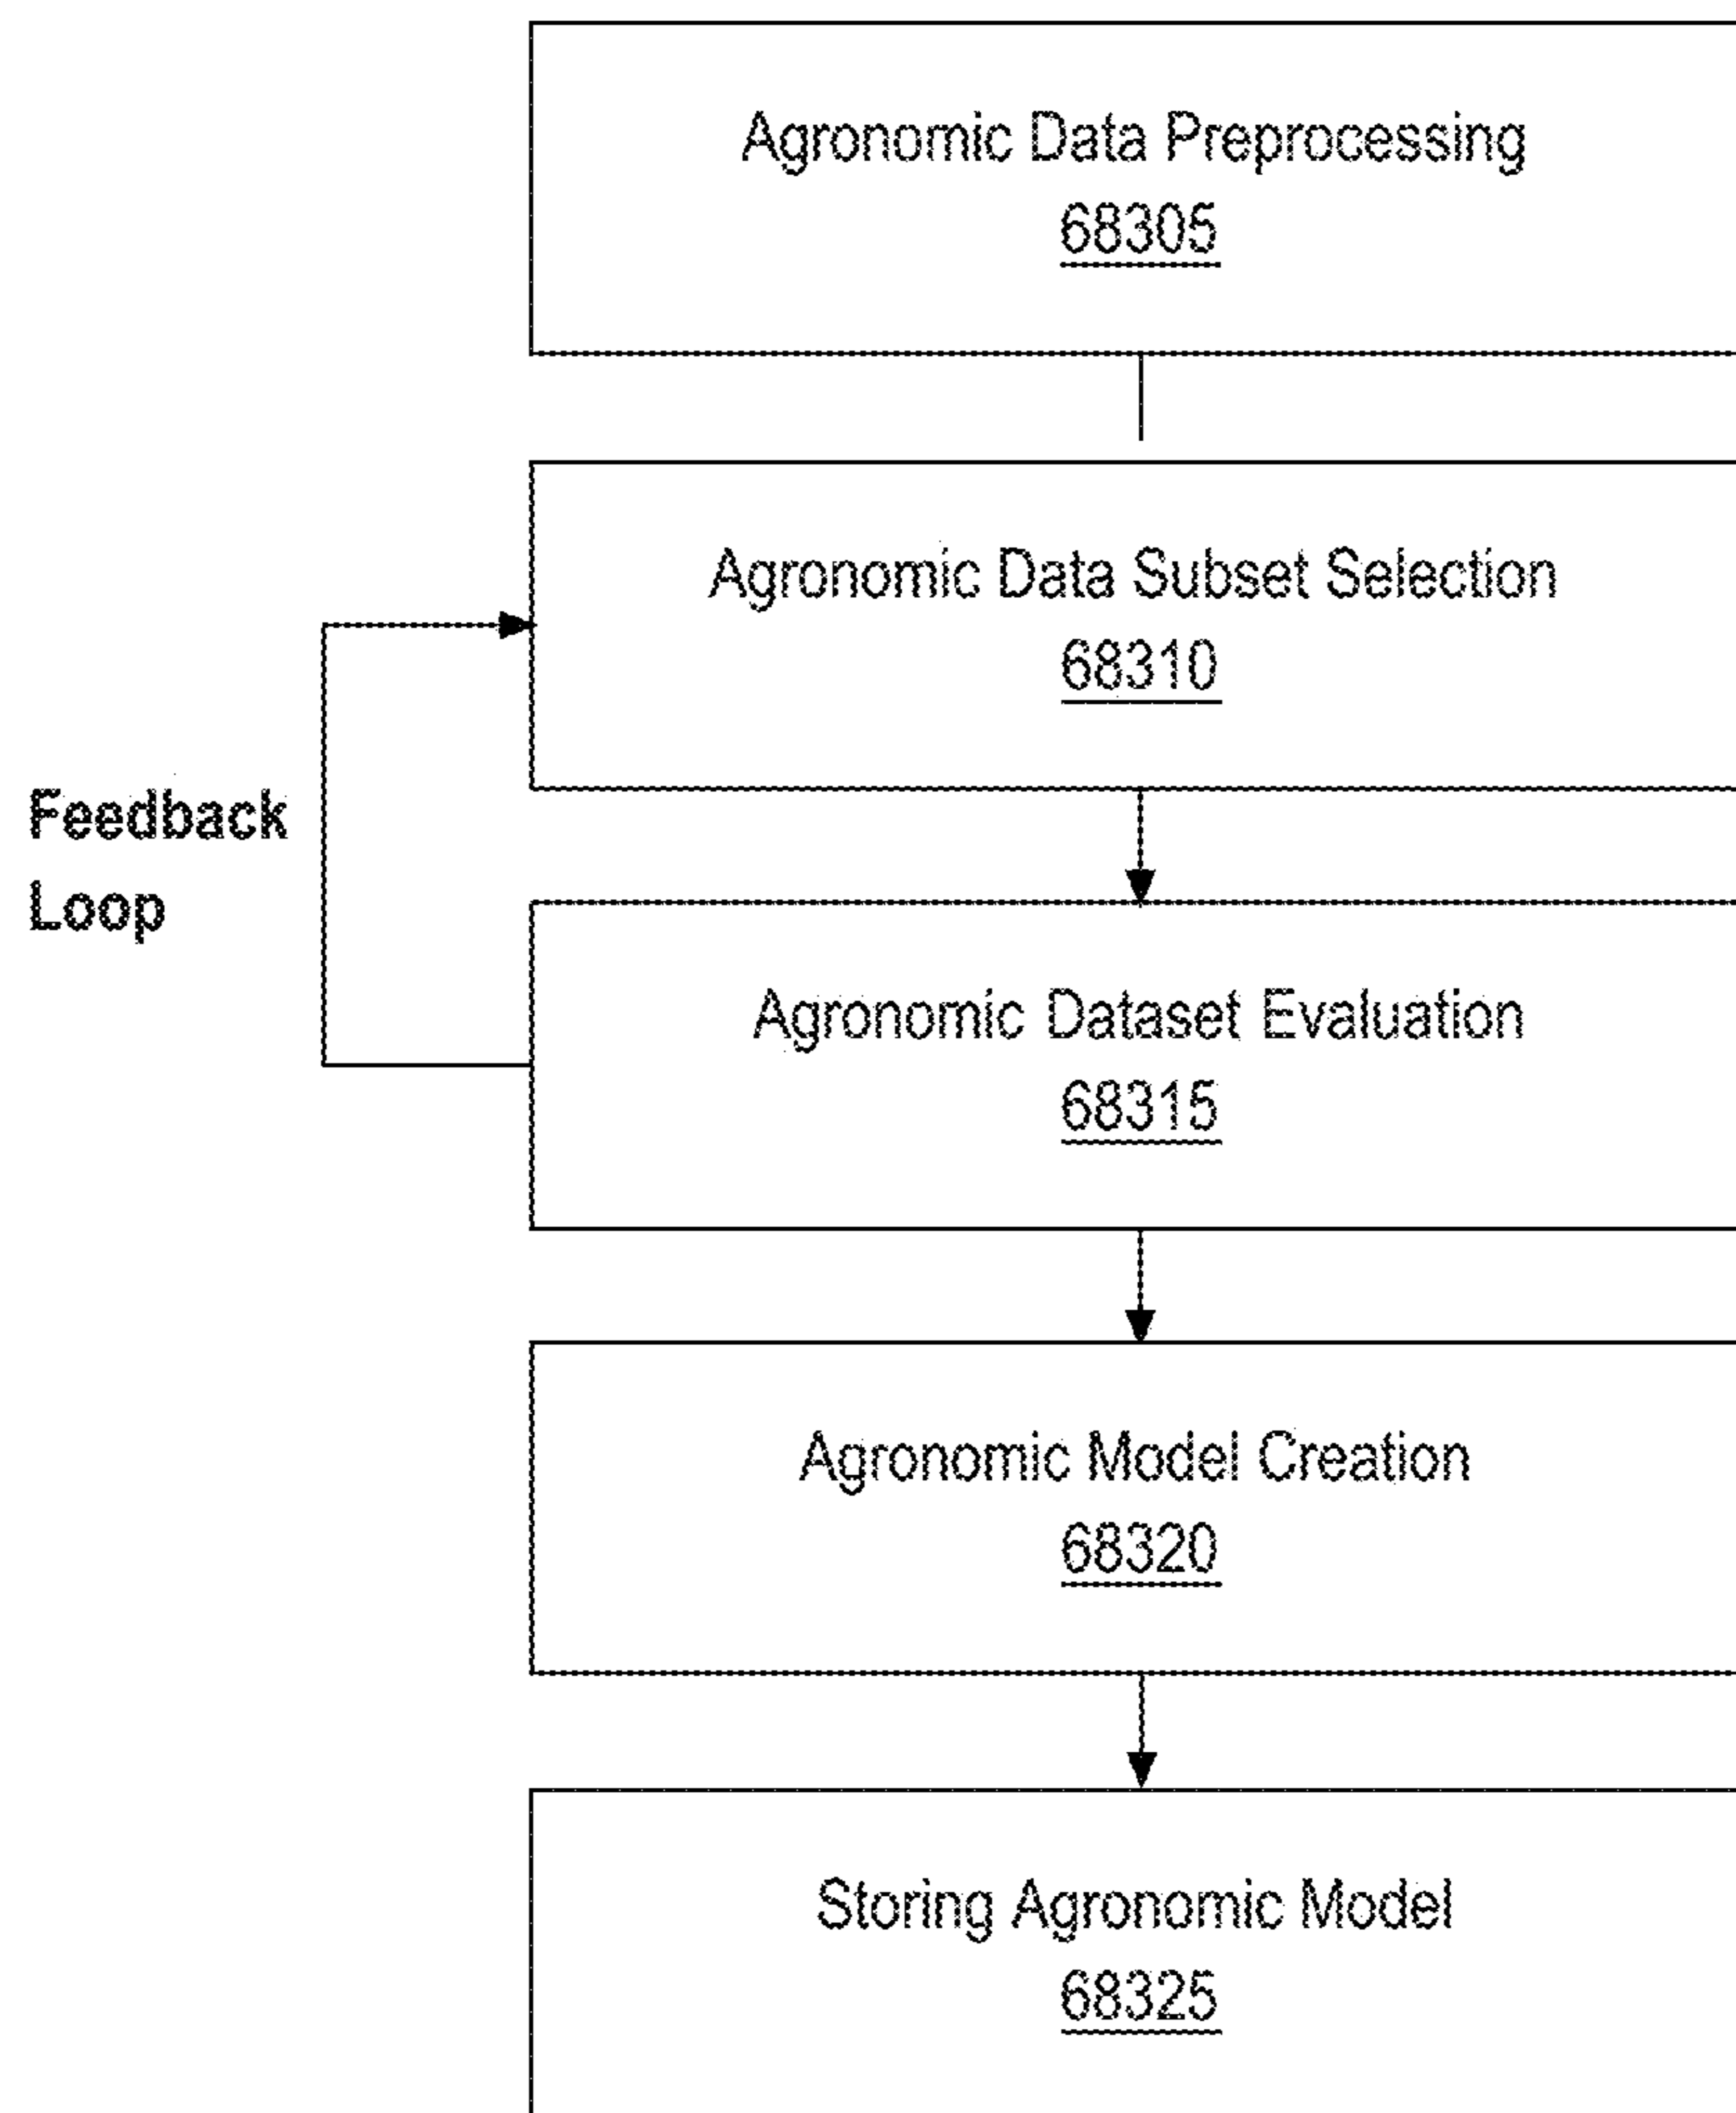 Agronomic Data Preprocessing
68305
Agronomic Data Subset Selection
68310
Feedback
Loop
Agronomic Dataset Evaluation
68315
Agronomic Model Creation
68320
Storing Agronomic Model
68325